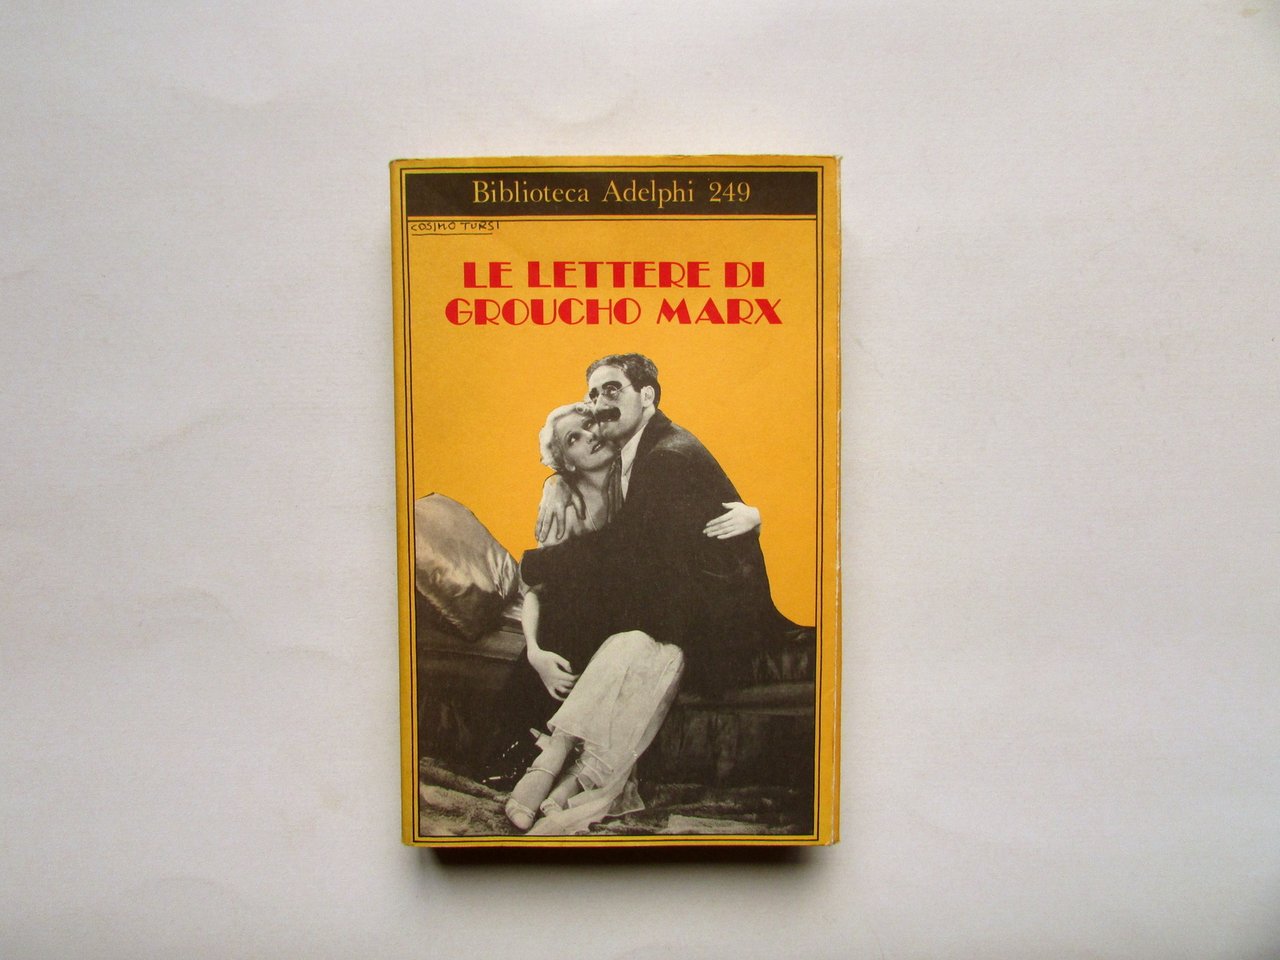 Biblioteca Adelphi 249
COSIMO TURSI
LE LETTERE DI
GROUCHO MARX